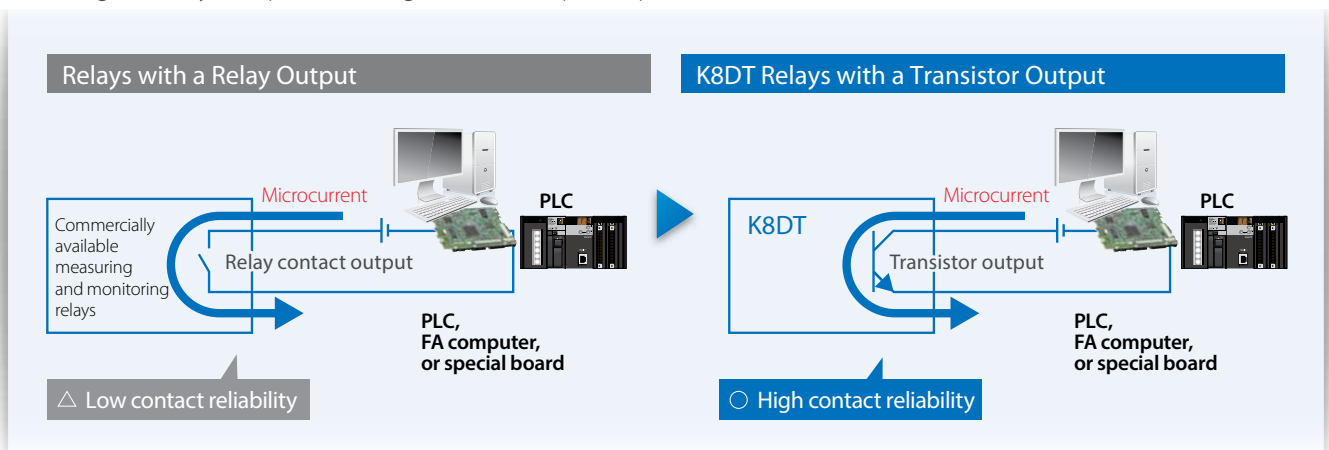 Relays with a Relay Output
Microcurrent
PLC
Commercially
available
measuring
and monitoring
relays
Relay contact output
PLC,
FA computer,
or special board
△ Low contact reliability
K8DT Relays with a Transistor Output
Microcurrent
PLC
K8DT
Transistor output
PLC,
FA computer,
or special board
○ High contact reliability